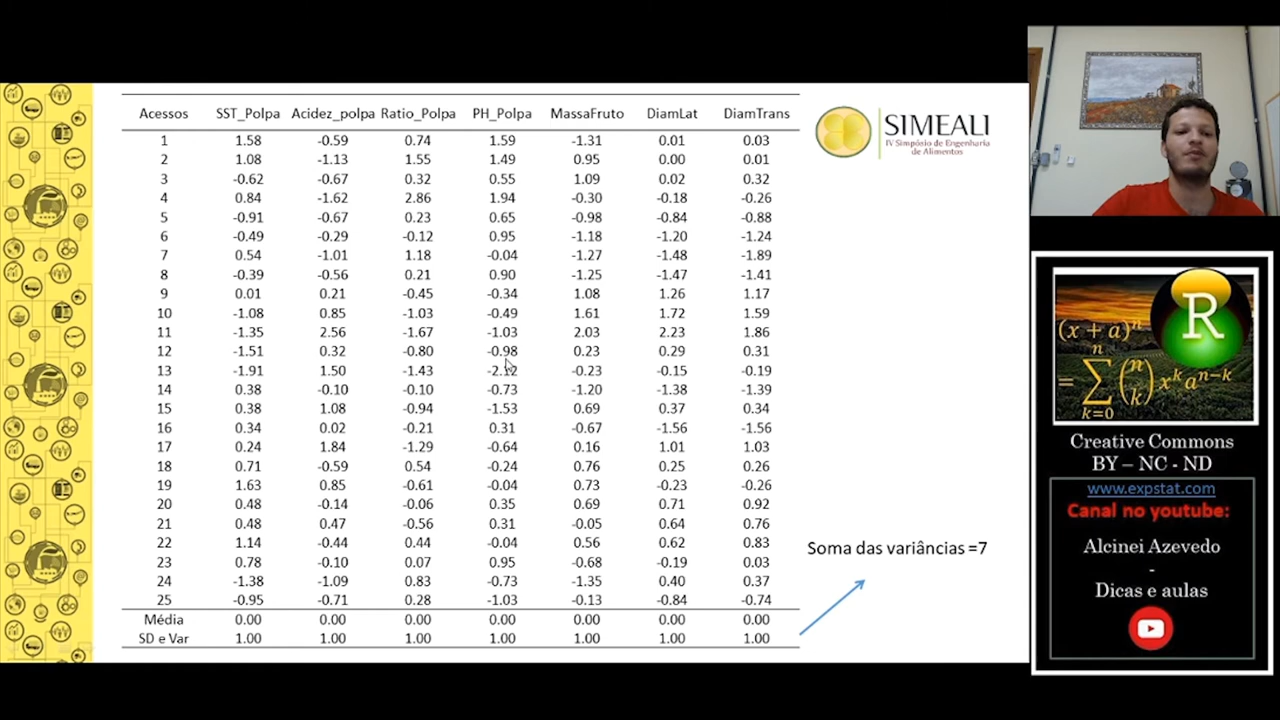 Acessos SST_Polpa Acidez_polpa Ratio_Polpa PH_Polpa MassaFruto DiamLat DiamTrans
1 1.58 -0.59 0.74 1.59 -1.31 0.01 0.03
2 1.08 -1.13 1.55 1.49 0.95 0.00 0.01
3 -0.62 -0.67 0.32 0.55 1.09 0.02 0.32
4 0.84 -1.62 2.86 1.94 -0.30 -0.18 -0.26
5 -0.91 -0.67 0.23 0.65 -0.98 -0.84 -0.88
6 -0.49 -0.29 -0.12 0.95 -1.18 -1.20 -1.24
7 0.54 -1.01 1.18 -0.04 -1.27 -1.48 -1.89
8 -0.39 -0.56 0.21 0.90 -1.25 -1.47 -1.41
9 0.01 0.21 -0.45 -0.34 1.08 1.26 1.17
10 -1.08 0.85 -1.03 -0.49 1.61 1.72 1.59
11 -1.35 2.56 -1.67 -1.03 2.03 2.23 1.86
12 -1.51 0.32 -0.80 -0.98 0.23 0.29 0.31
13 -1.91 1.50 -1.43 -0.23 -0.15 -0.19
14 0.38 -0.10 -0.10 -0.73 -1.20 -1.38 -1.39
15 0.38 1.08 -0.94 -1.53 0.69 0.37 0.34
16 0.34 0.02 -0.21 0.31 -0.67 -1.56 -1.56
17 0.24 1.84 -1.29 -0.64 0.16 1.01 1.03
18 0.71 -0.59 0.54 -0.24 0.76 0.25 0.26
19 1.63 0.85 -0.61 -0.04 0.73 -0.23 -0.26
20 0.48 -0.14 -0.06 0.35 0.69 0.71 0.92
21 0.48 0.47 -0.56 0.31 -0.05 0.64 0.76
22 1.14 -0.44 0.44 -0.04 0.56 0.62 0.83
23 0.78 -0.10 0.07 0.95 -0.68 -0.19 0.03
24 -1.38 -1.09 0.83 -0.73 -1.35 0.40 0.37
25 -0.95 -0.71 0.28 -1.03 -0.13 -0.84 -0.74
Média 0.00 0.00 0.00 0.00 0.00 0.00 0.00
SD e Var 1.00 1.00 1.00 1.00 1.00 1.00 1.00
SIMEALI
IV Simpósio de Engenharia
de Alimentos
Soma das variâncias =7
R
(x + a)^n
= ∑_{k=0}^{n} (n k) x^k a^{n-k}
Creative Commons
BY – NC - ND
www.expstat.com
Canal no youtube:
Alcinei Azevedo
-
Dicas e aulas